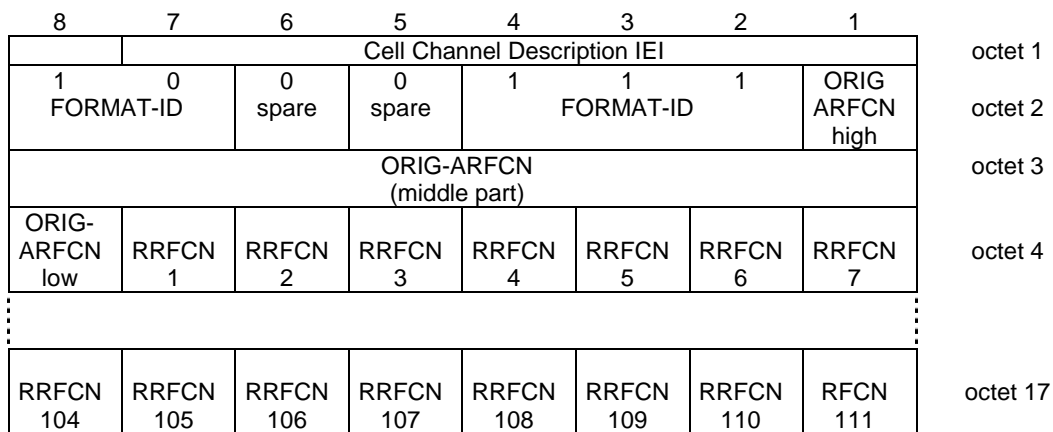 8 7 6 5 4 3 2 1
Cell Channel Description IEI octet 1
1 0 0 0 1 1 1 ORIG
FORMAT-ID spare spare FORMAT-ID ARFCN octet 2
high
ORIG-ARFCN octet 3
(middle part)
ORIG-
ARFCN RRFCN RRFCN RRFCN RRFCN RRFCN RRFCN RRFCN octet 4
low 1 2 3 4 5 6 7
RRFCN RRFCN RRFCN RRFCN RRFCN RRFCN RRFCN RFCN octet 17
104 105 106 107 108 109 110 111